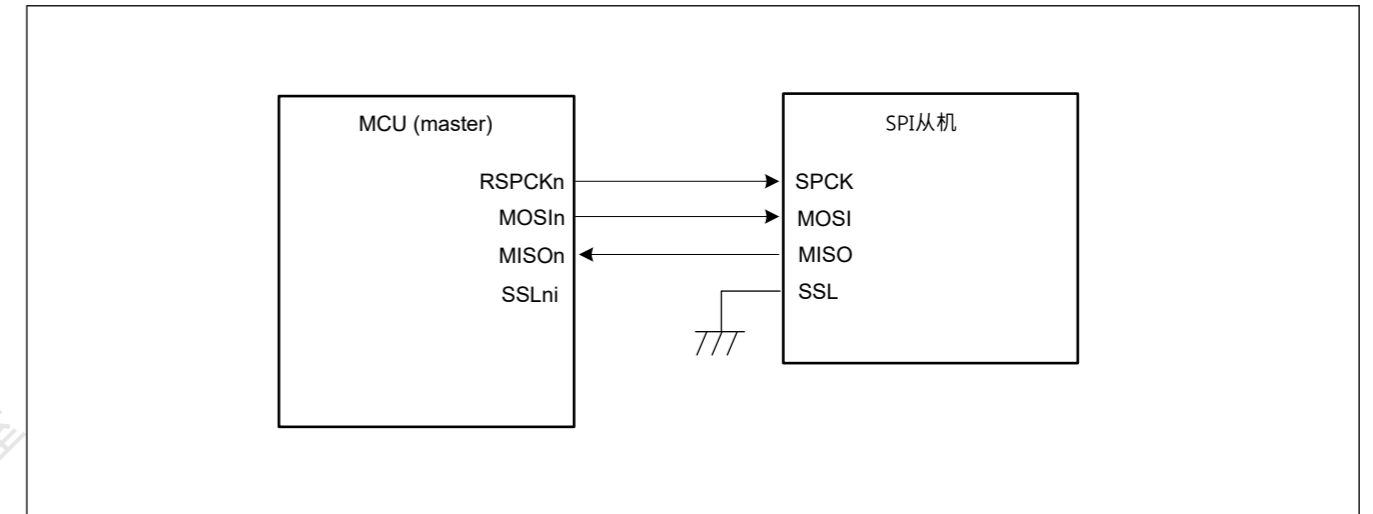 MCU (master)
RSPCKn
MOSIn
MISOn
SSLni
SPI从机
SPCK
MOSI
MISO
SSL